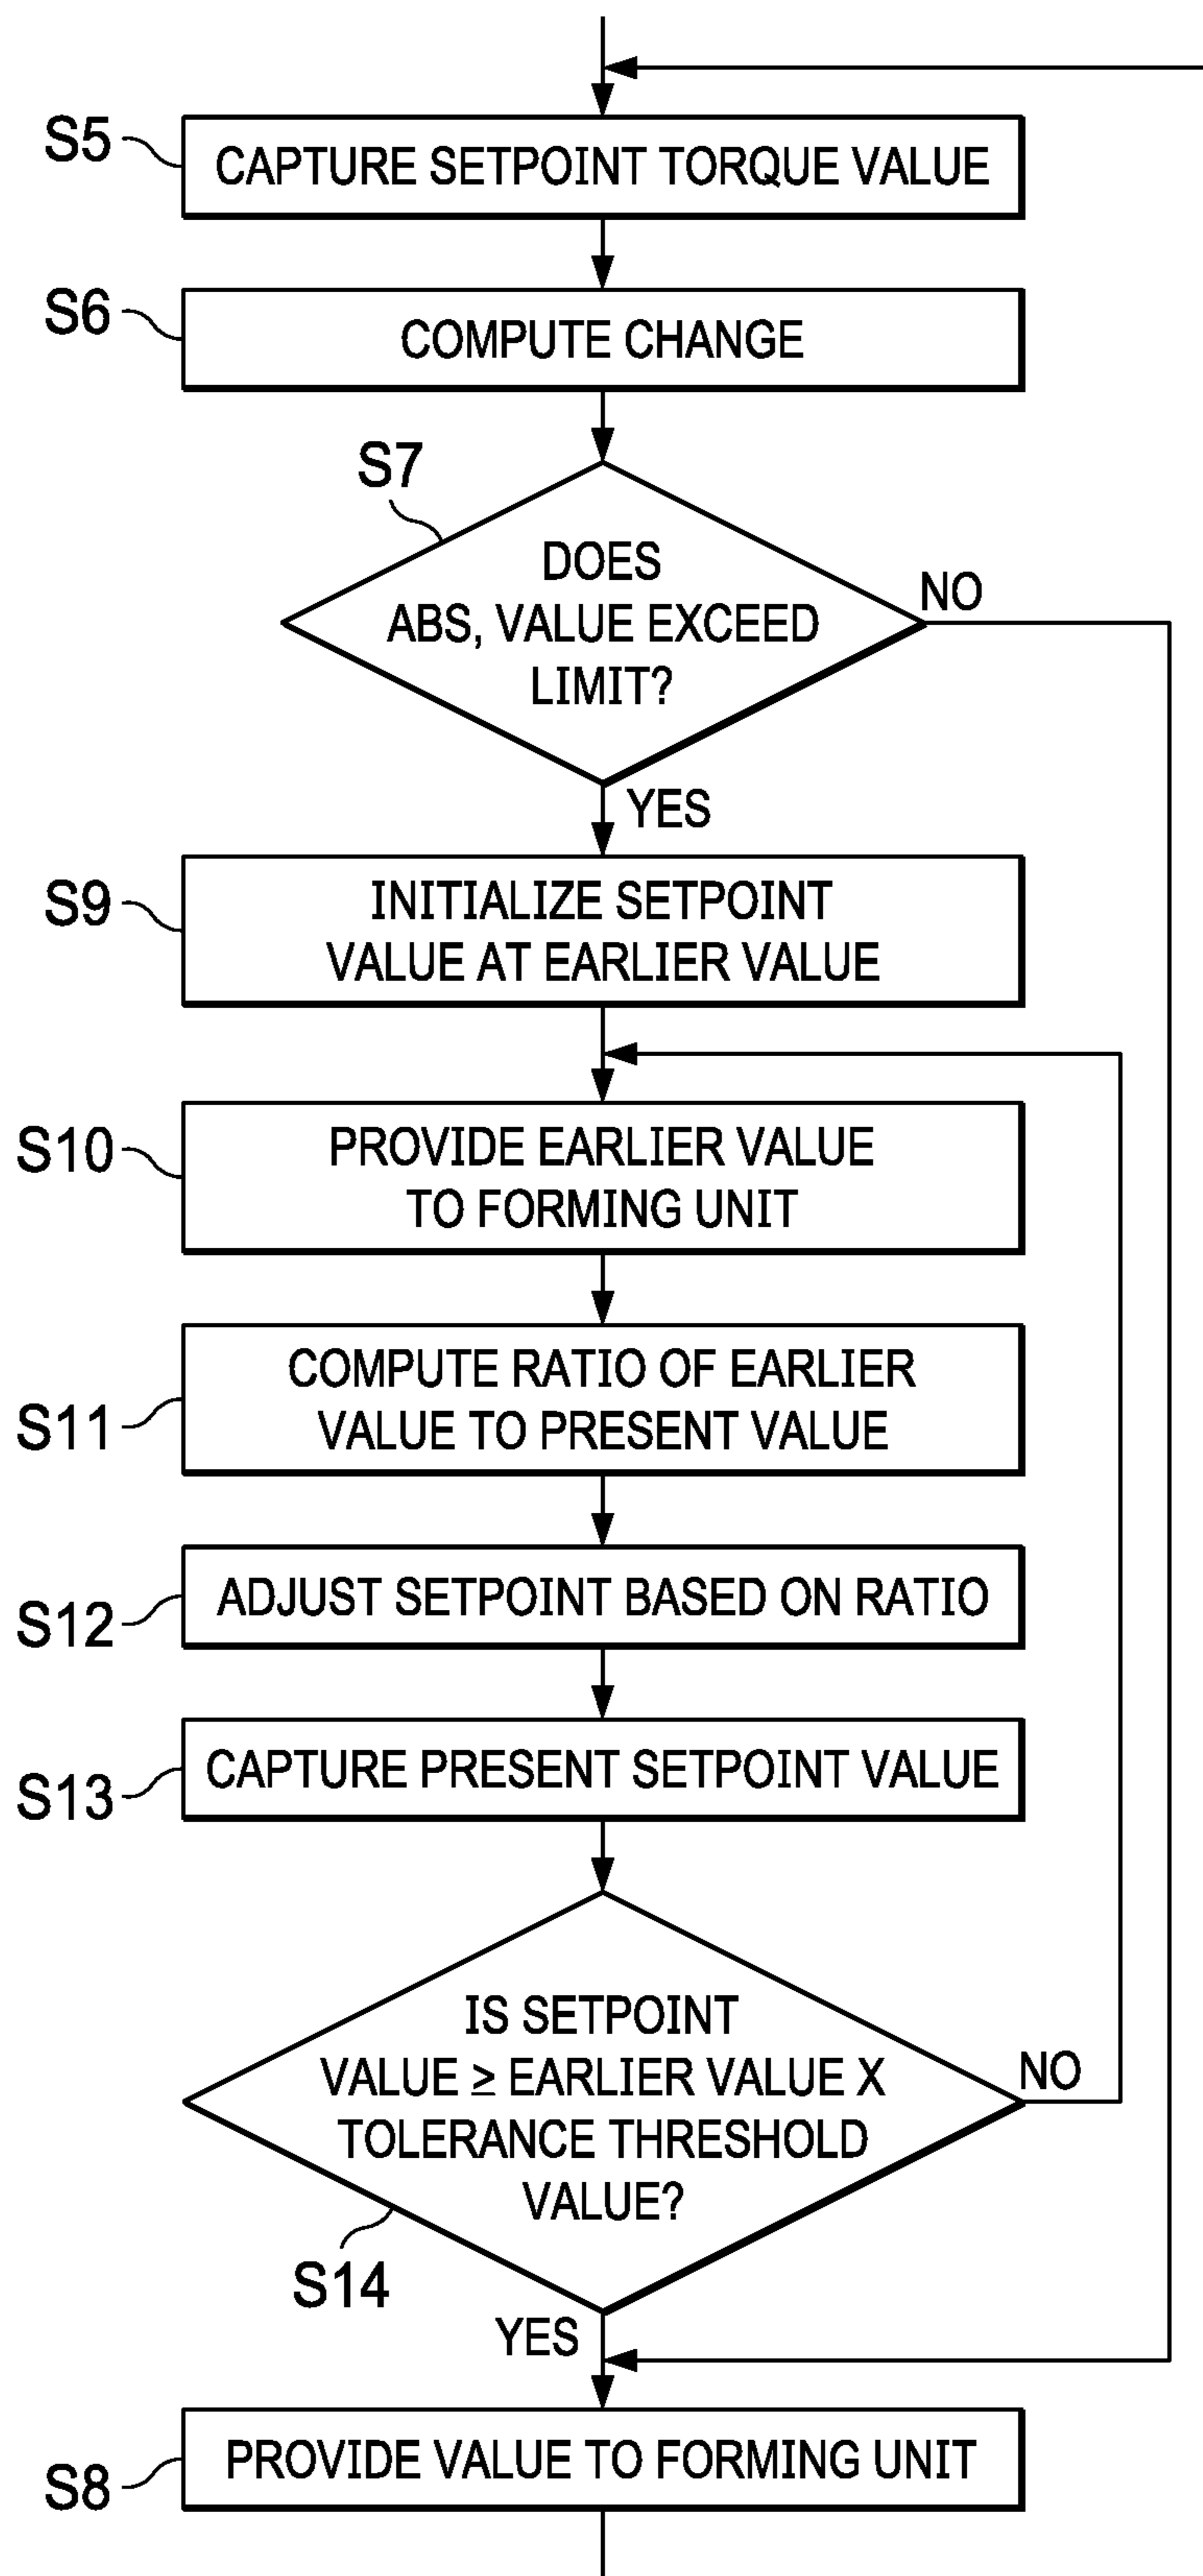 S5
CAPTURE SETPOINT TORQUE VALUE
S6
COMPUTE CHANGE
S7
DOES
ABS, VALUE EXCEED
LIMIT?
NO
YES
S9
INITIALIZE SETPOINT
VALUE AT EARLIER VALUE
S10
PROVIDE EARLIER VALUE
TO FORMING UNIT
S11
COMPUTE RATIO OF EARLIER
VALUE TO PRESENT VALUE
S12
ADJUST SETPOINT BASED ON RATIO
S13
CAPTURE PRESENT SETPOINT VALUE
IS SETPOINT
VALUE ≥ EARLIER VALUE X
TOLERANCE THRESHOLD
VALUE?
NO
S14
YES
S8
PROVIDE VALUE TO FORMING UNIT